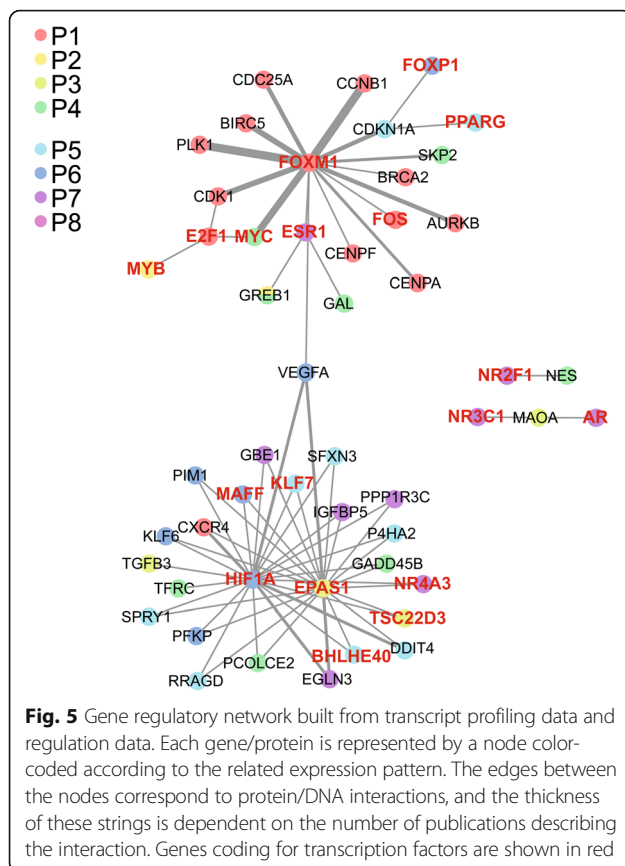 P1
P2
P3
P4
P5
P6
P7
P8
FOXP1
CDC25A
CCNB1
BIRC5
CDKN1A
PPARG
PLK1
FOXM1
SKP2
BRCA2
CDK1
FOS
AURKB
E2F1
MYC
ESR1
CENPF
MYB
CENPA
GREB1
GAL
VEGFA
NR2F1
NES
NR3C1
MAOA
AR
GBE1
SFXN3
PIM1
KLF7
MAFF
PPP1R3C
IGFBP5
CXCR4
KLF6
P4HA2
TGFB3
GADD45B
HIF1A
EPAS1
NR4A3
TFRC
SPRY1
TSC22D3
PFKP
DDIT4
BHLHE40
PCOLCE2
RRAGD
EGLN3
Fig. 5 Gene regulatory network built from transcript profiling data and
regulation data. Each gene/protein is represented by a node color-
coded according to the related expression pattern. The edges between
the nodes correspond to protein/DNA interactions, and the thickness
of these strings is dependent on the number of publications describing
the interaction. Genes coding for transcription factors are shown in red